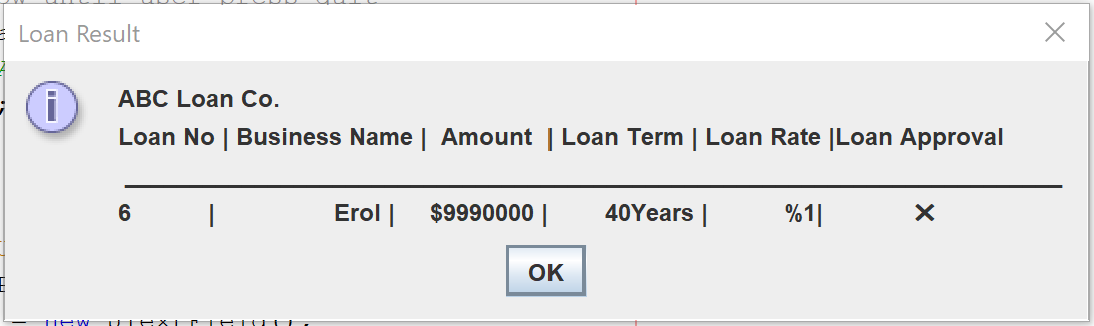 Loan Result
ABC Loan Co.
Loan No | Business Name | Amount | Loan Term | Loan Rate |Loan Approval
6 | Erol | $9990000 | 40Years | %1| ✕
OK
= new